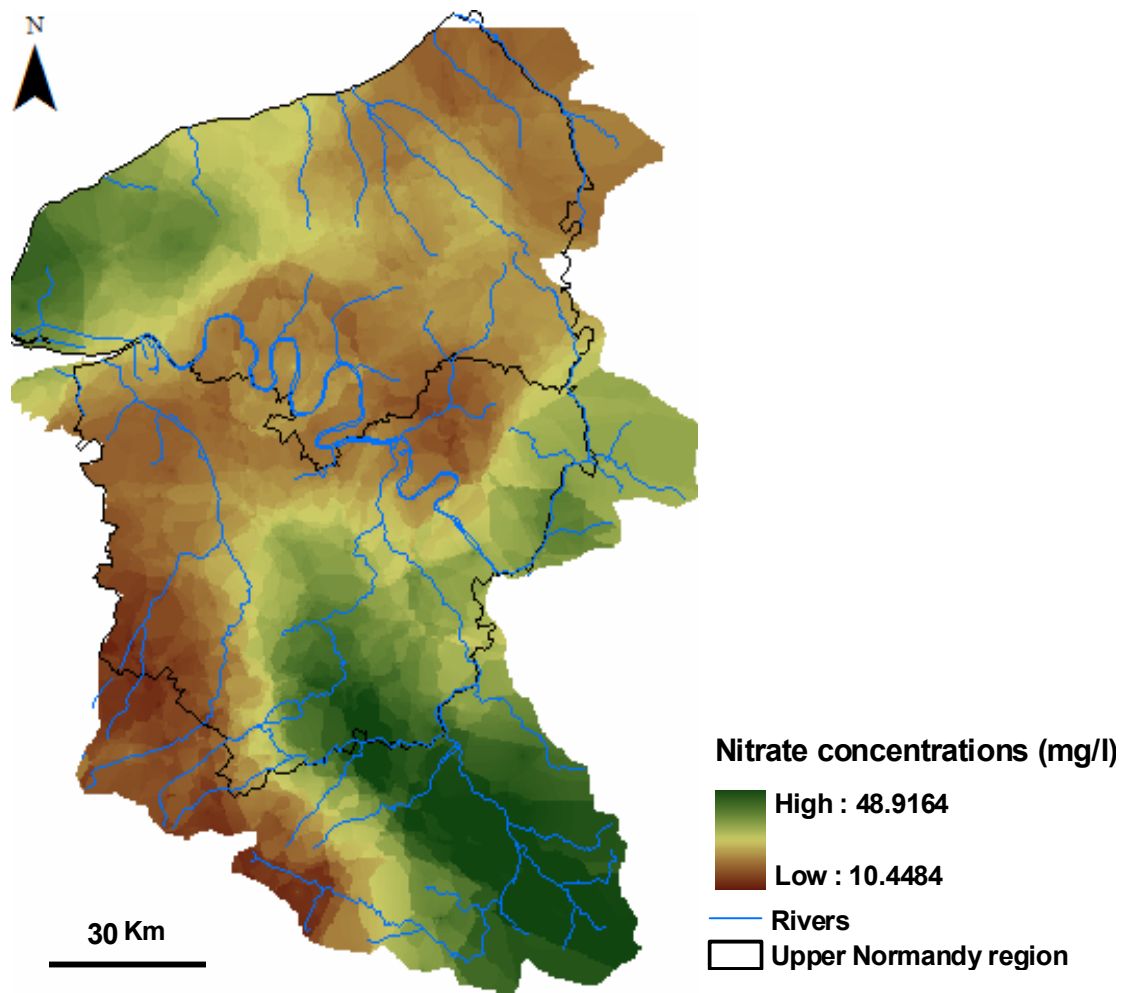 N
Nitrate concentrations (mg/l)
High : 48.9164
Low : 10.4484
Rivers
Upper Normandy region
30 Km